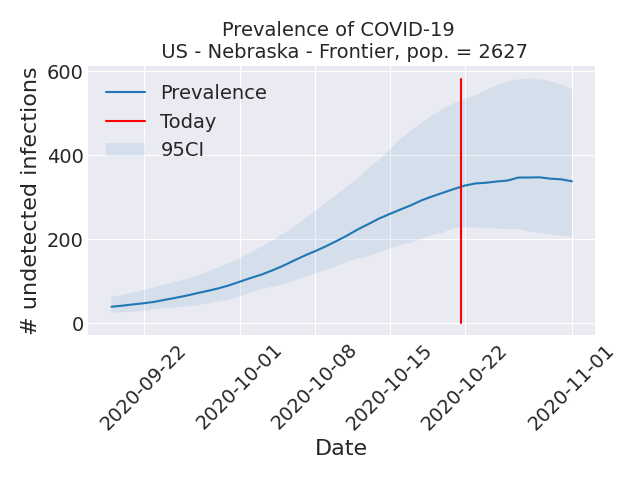 Prevalence of COVID-19
US - Nebraska - Frontier, pop. = 2627
# undetected infections
600
400
200
0
Prevalence
Today
95CI
2020-09-22
2020-10-01
2020-10-08
2020-10-15
2020-10-22
2020-11-01
Date